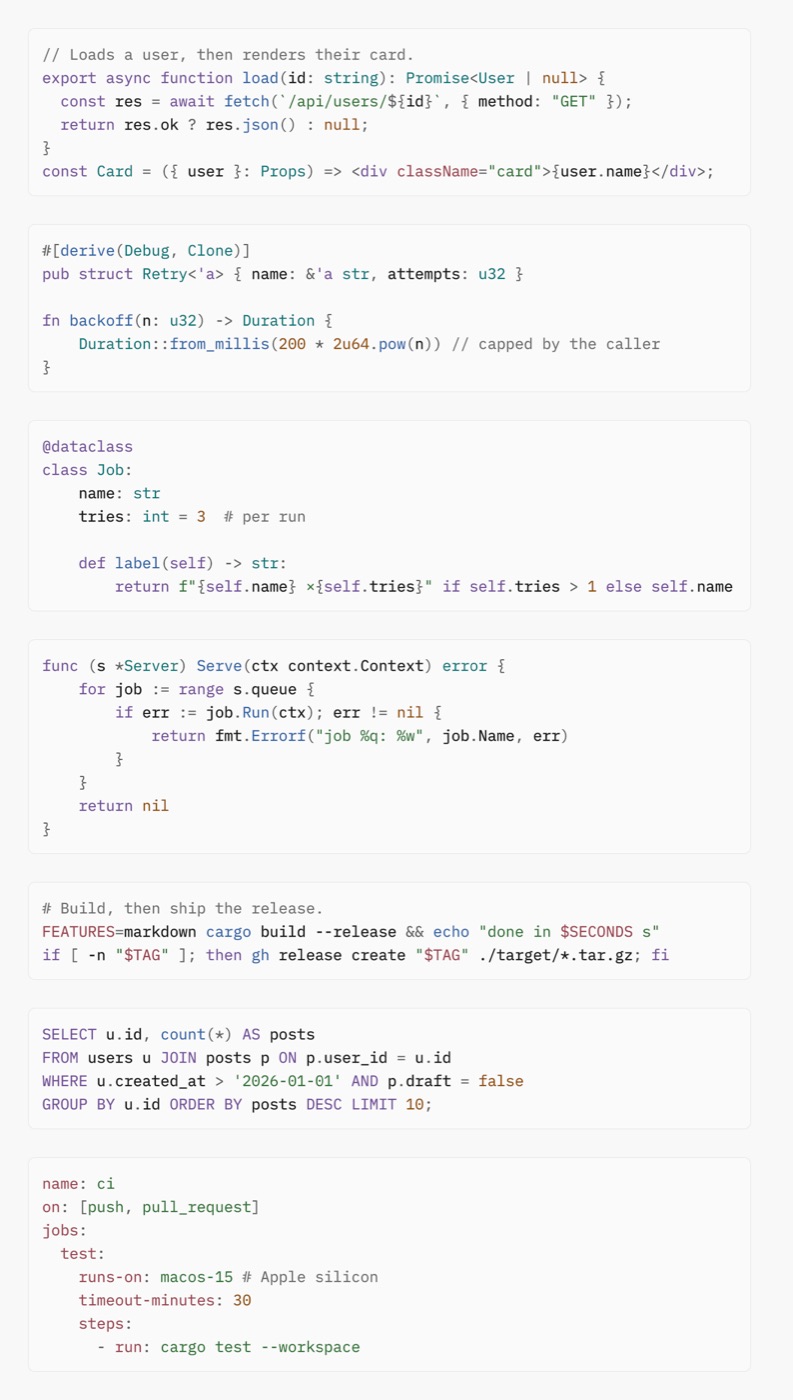 // Loads a user, then renders their card.
export async function load(id: string): Promise<User | null> {
  const res = await fetch(`/api/users/${id}`, { method: "GET" });
  return res.ok ? res.json() : null;
}
const Card = ({ user }: Props) => <div className="card">{user.name}</div>;

#[derive(Debug, Clone)]
pub struct Retry<'a> { name: &'a str, attempts: u32 }

fn backoff(n: u32) -> Duration {
    Duration::from_millis(200 * 2u64.pow(n)) // capped by the caller
}

@dataclass
class Job:
    name: str
    tries: int = 3  # per run

    def label(self) -> str:
        return f"{self.name} ×{self.tries}" if self.tries > 1 else self.name

func (s *Server) Serve(ctx context.Context) error {
    for job := range s.queue {
        if err := job.Run(ctx); err != nil {
            return fmt.Errorf("job %q: %w", job.Name, err)
        }
    }
    return nil
}

# Build, then ship the release.
FEATURES=markdown cargo build --release && echo "done in $SECONDS s"
if [ -n "$TAG" ]; then gh release create "$TAG" ./target/*.tar.gz; fi

SELECT u.id, count(*) AS posts
FROM users u JOIN posts p ON p.user_id = u.id
WHERE u.created_at > '2026-01-01' AND p.draft = false
GROUP BY u.id ORDER BY posts DESC LIMIT 10;

name: ci
on: [push, pull_request]
jobs:
  test:
    runs-on: macos-15 # Apple silicon
    timeout-minutes: 30
    steps:
      - run: cargo test --workspace